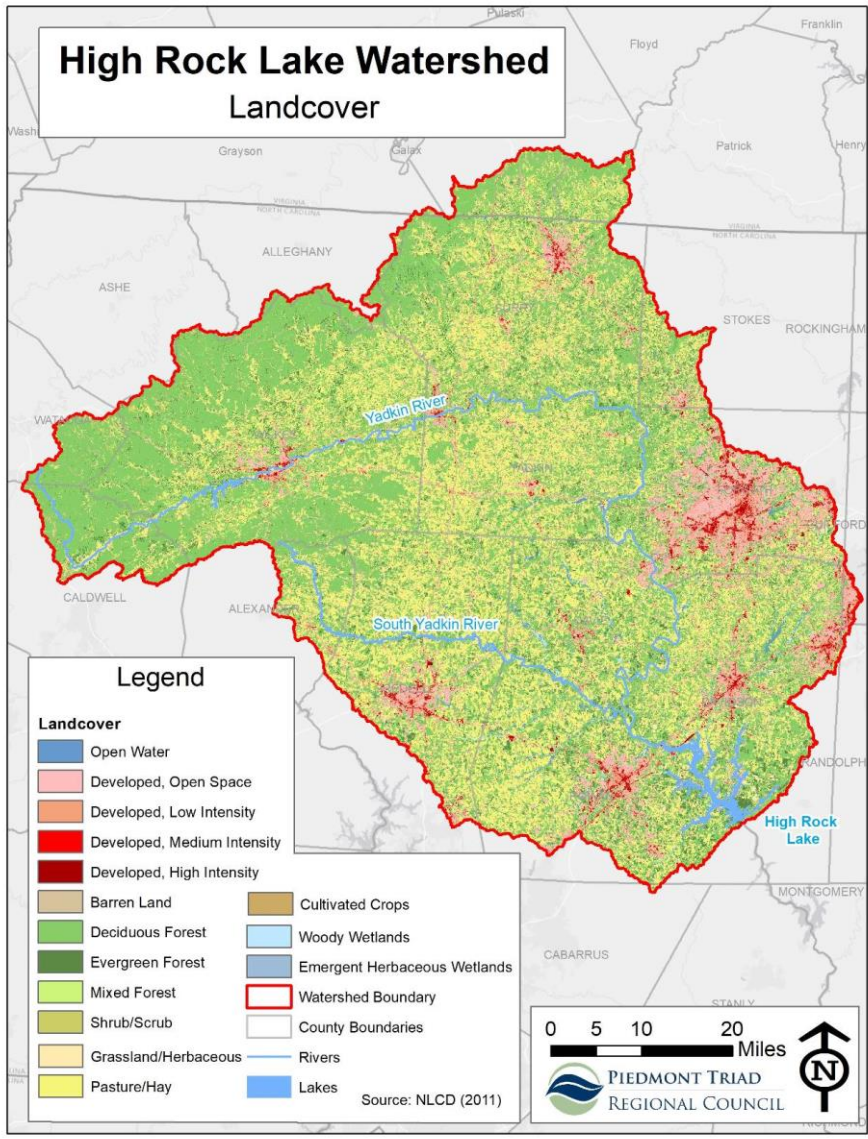 High Rock Lake Watershed
Landcover
Pulaski
Floyd
Franklin
Grayson
Galax
Patrick
Henry
VIRGINIA
NORTH CAROLINA
VIRGINIA
NORTH CAROLINA
ALLEGHANY
ASHE
STOKES
ROCKINGHAM
Yadkin River
CALDWELL
South Yadkin River
RANDOLPH
High Rock
Lake
MONTGOMERY
CABARRUS
STANLY
Legend
Landcover
Open Water
Developed, Open Space
Developed, Low Intensity
Developed, Medium Intensity
Developed, High Intensity
Barren Land
Deciduous Forest
Evergreen Forest
Mixed Forest
Shrub/Scrub
Grassland/Herbaceous
Pasture/Hay
Cultivated Crops
Woody Wetlands
Emergent Herbaceous Wetlands
Watershed Boundary
County Boundaries
Rivers
Lakes
Source: NLCD (2011)
0 5 10 20
Miles
N
PIEDMONT TRIAD
REGIONAL COUNCIL